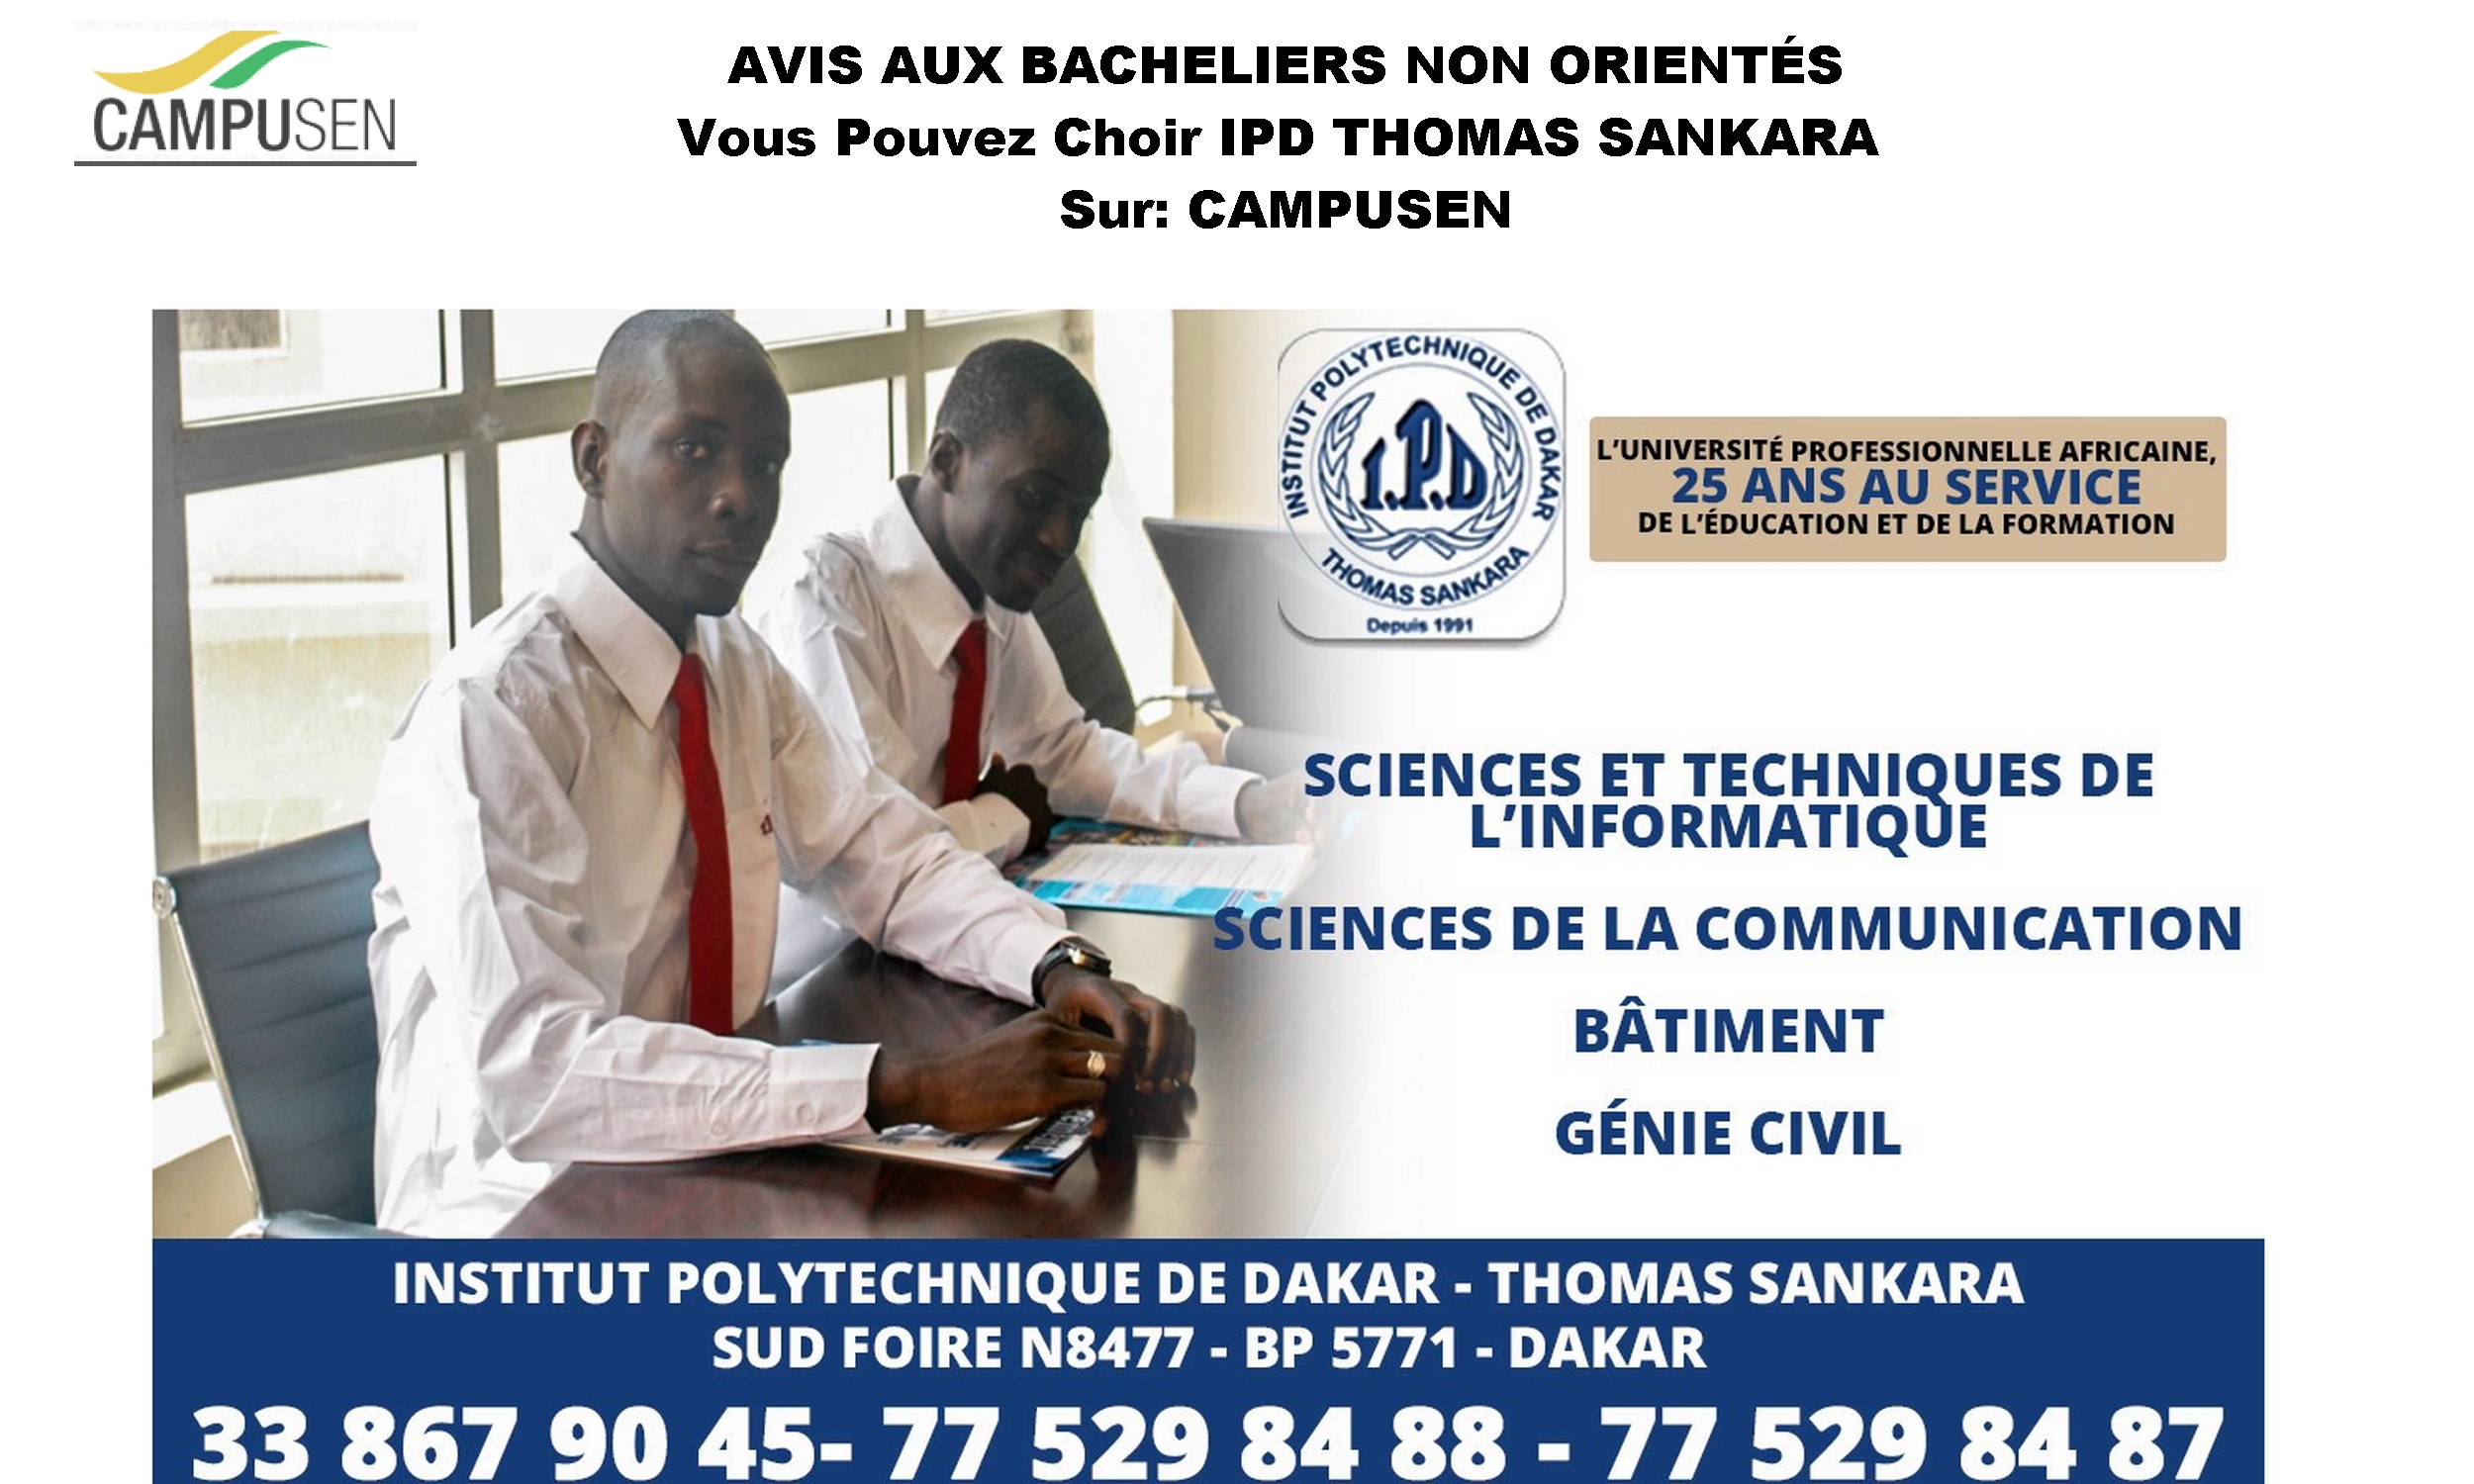 CAMPUSEN
AVIS AUX BACHELIERS NON ORIENTÉS
Vous Pouvez Choir IPD THOMAS SANKARA
Sur: CAMPUSEN
INSTITUT POLYTECHNIQUE DE DAKAR
I.P.D
THOMAS SANKARA
Depuis 1991
L'UNIVERSITÉ PROFESSIONNELLE AFRICAINE,
25 ANS AU SERVICE
DE L'ÉDUCATION ET DE LA FORMATION
SCIENCES ET TECHNIQUES DE
L'INFORMATIQUE
SCIENCES DE LA COMMUNICATION
BÂTIMENT
GÉNIE CIVIL
INSTITUT POLYTECHNIQUE DE DAKAR - THOMAS SANKARA
SUD FOIRE N8477 - BP 5771 - DAKAR
33 867 90 45- 77 529 84 88 - 77 529 84 87